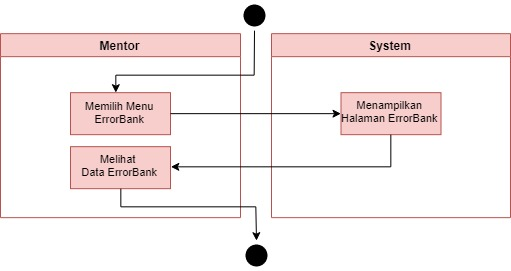 Mentor
System
Memilih Menu
ErrorBank
Menampilkan
Halaman ErrorBank
Melihat
Data ErrorBank